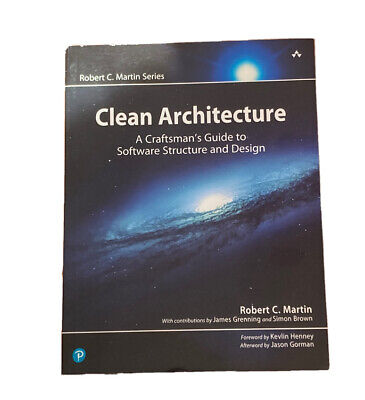 Robert C. Martin Series
Clean Architecture
A Craftsman's Guide to
Software Structure and Design
Robert C. Martin
With contributions by James Grenning and Simon Brown
Foreword by Kevlin Henney
Afterword by Jason Gorman
P